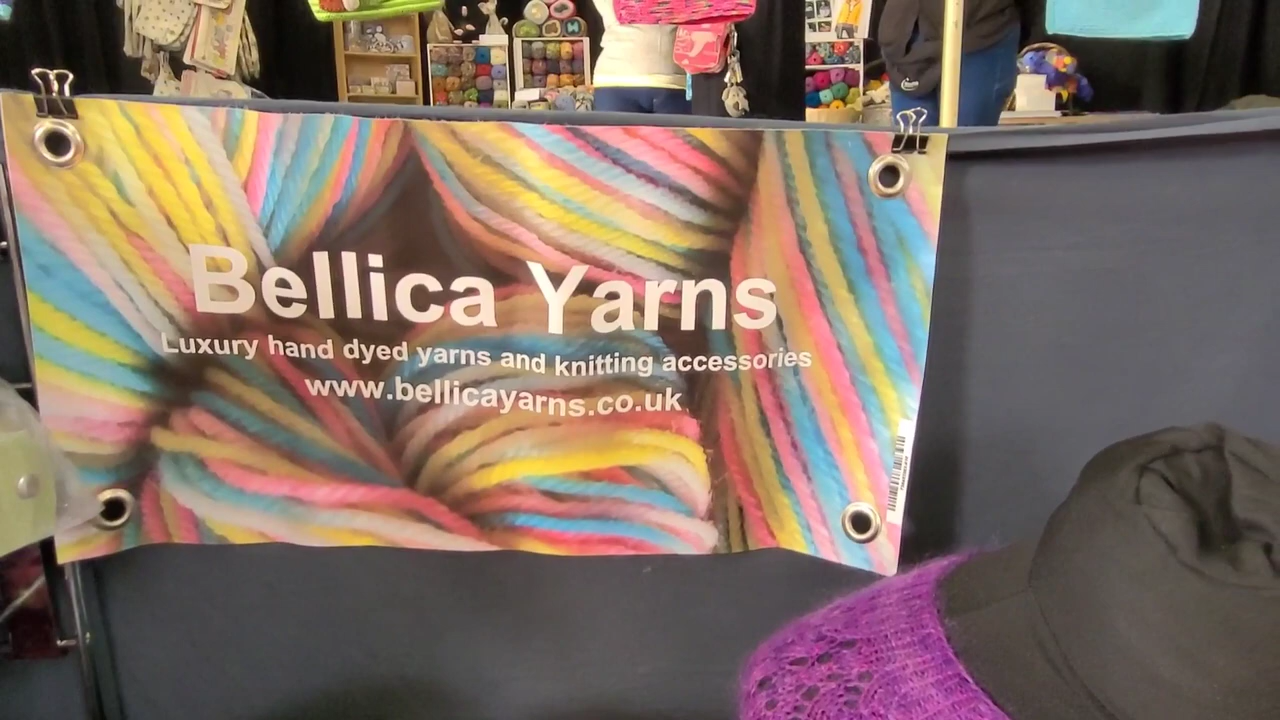 Bellica Yarns
Luxury hand dyed yarns and knitting accessories
www.bellicayarns.co.uk